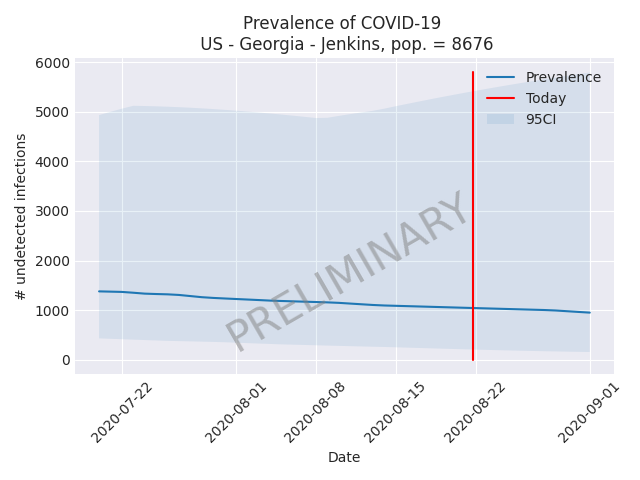 Prevalence of COVID-19
US - Georgia - Jenkins, pop. = 8676
6000
5000
4000
3000
2000
1000
0
# undetected infections
Prevalence
Today
95CI
PRELIMINARY
2020-07-22
2020-08-01
2020-08-08
2020-08-15
2020-08-22
2020-09-01
Date